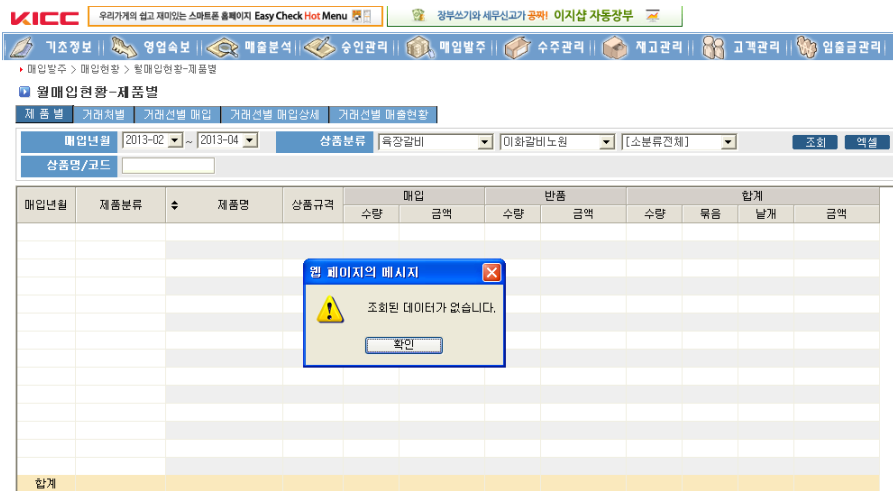 KICC 우리가게의 쉽고 재미있는 스마트폰 홈페이지 Easy Check Hot Menu 장부쓰기와 세무신고가 공짜! 이지샵 자동장부
기초정보 || 영업속보 || 매출분석 || 승인관리 || 매입발주 || 수주관리 || 재고관리 || 고객관리 || 입출금관리
매입발주 > 매입현황 > 월매입현황-제품별
월매입현황-제품별
제 품 별 거래처별 거래선별 매입 거래선별 매입상세 거래선별 매출현황
매입년월 2013-02 ~ 2013-04 상품분류 육장갈비 이화갈비노원 [소분류전체] 조회 엑셀
상품명/코드
매입년월 제품분류 제품명 상품규격 매입 반품 합계
수량 금액 수량 금액 수량 묶음 낱개 금액
웹 페이지의 메시지
조회된 데이터가 없습니다.
확인
합계